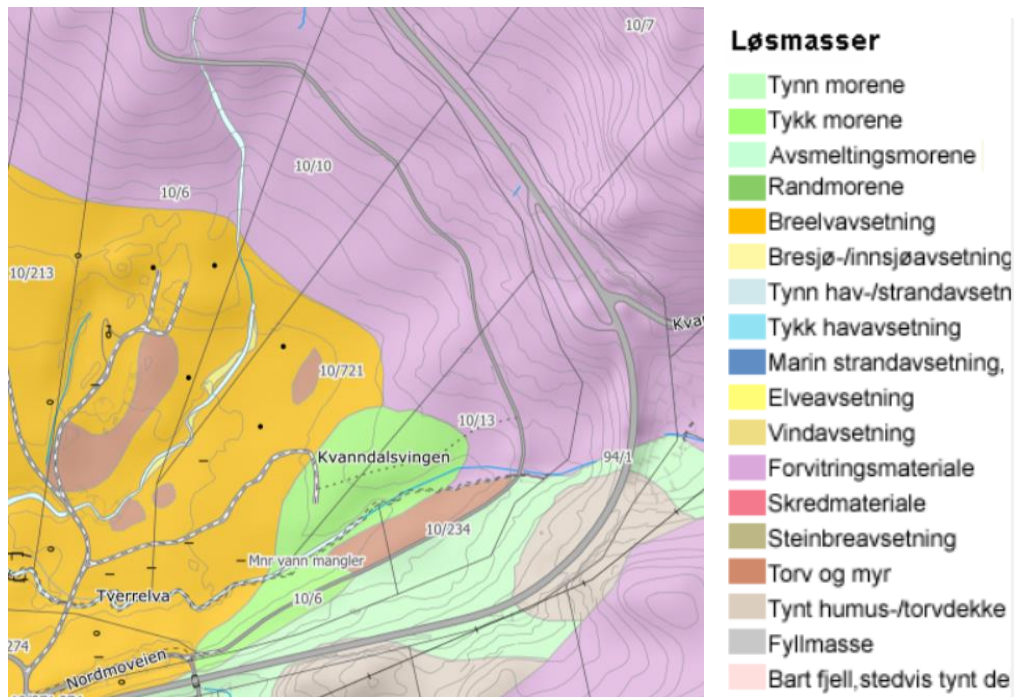 10/7
10/10
10/6
10/213
Kvar
10/721
10/13
Kvanndalsvingen
94/1
10/234
Mnr vann mangler
Tverrelva
10/6
274
Nordmoveien
Løsmasser
Tynn morene
Tykk morene
Avsmeltingsmorene
Randmorene
Breelvavsetning
Bresjø-/innsjøavsetning
Tynn hav-/strandavsetn
Tykk havavsetning
Marin strandavsetning,
Elveavsetning
Vindavsetning
Forvitringsmateriale
Skredmateriale
Steinbreavsetning
Torv og myr
Tynt humus-/torvdekke
Fyllmasse
Bart fjell,stedvis tynt de